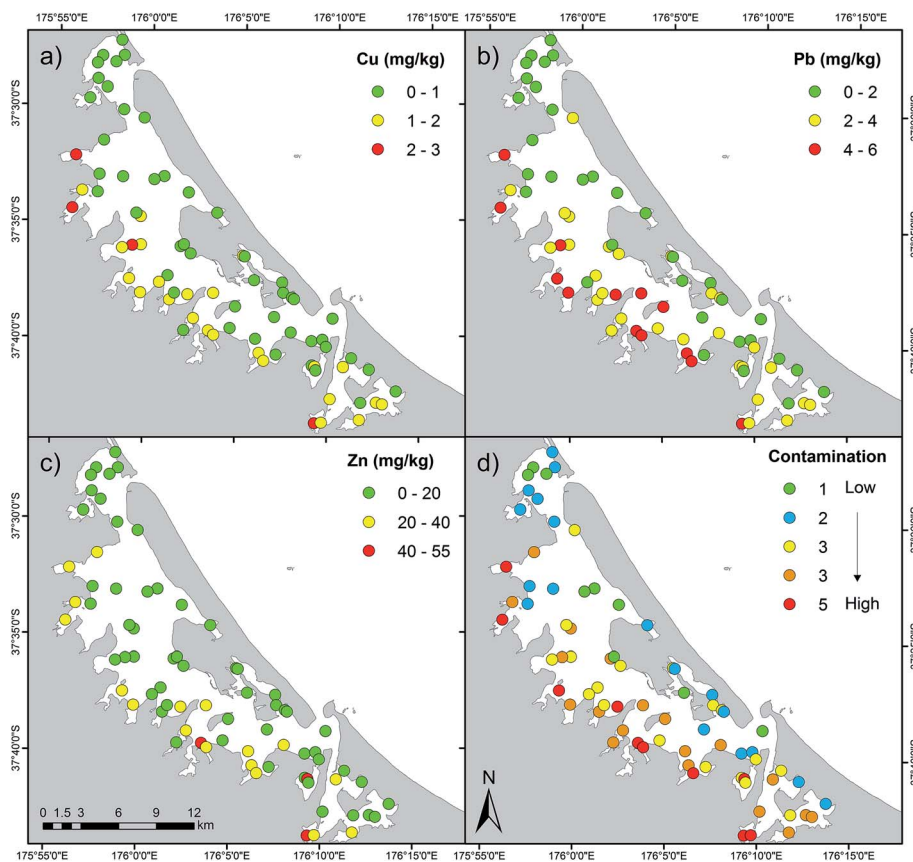 175°55'0"E 176°0'0"E 176°5'0"E 176°10'0"E 176°15'0"E
175°55'0"E 176°0'0"E 176°5'0"E 176°10'0"E 176°15'0"E
a)
Cu (mg/kg)
0 - 1
1 - 2
2 - 3
37°30'0"S
37°35'0"S
37°40'0"S
b)
Pb (mg/kg)
0 - 2
2 - 4
4 - 6
c)
Zn (mg/kg)
0 - 20
20 - 40
40 - 55
37°30'0"S
37°35'0"S
37°40'0"S
0 1.5 3 6 9 12
km
d)
Contamination
1 Low
2
3
3
5 High
N
175°55'0"E 176°0'0"E 176°5'0"E 176°10'0"E 176°15'0"E
175°55'0"E 176°0'0"E 176°5'0"E 176°10'0"E 176°15'0"E